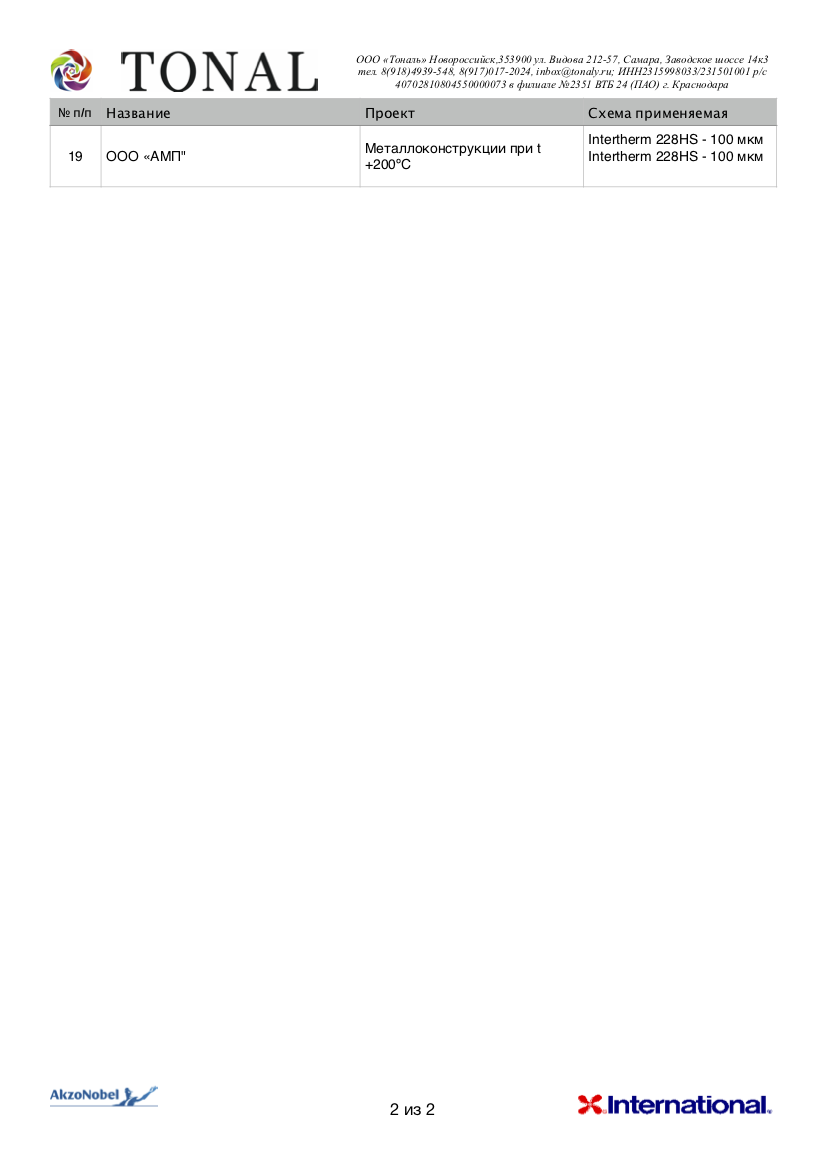 TONAL
ООО «Тональ» Новороссийск,353900 ул. Видова 212-57, Самара, Заводское шоссе 14к3
тел. 8(918)4939-548, 8(917)017-2024, inbox@tonaly.ru; ИНН2315998033/231501001 р/с
40702810804550000073 в филиале №2351 ВТБ 24 (ПАО) г. Краснодара
№ п/п Название Проект Схема применяемая
19 ООО «АМП" Металлоконструкции при t
+200°С
Intertherm 228HS - 100 мкм
Intertherm 228HS - 100 мкм
AkzoNobel
2 из 2
International